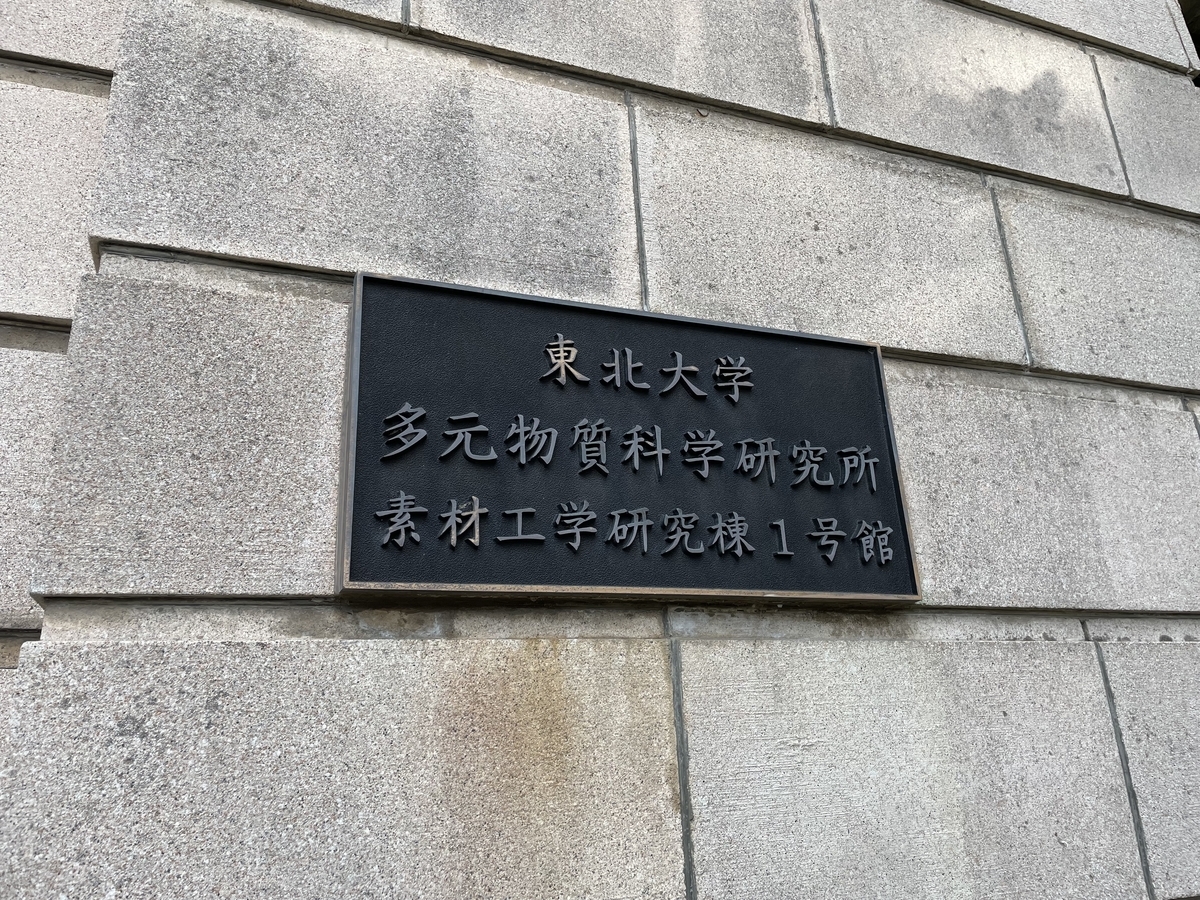 東北大学
多元物質科学研究所
素材工学研究棟1号館